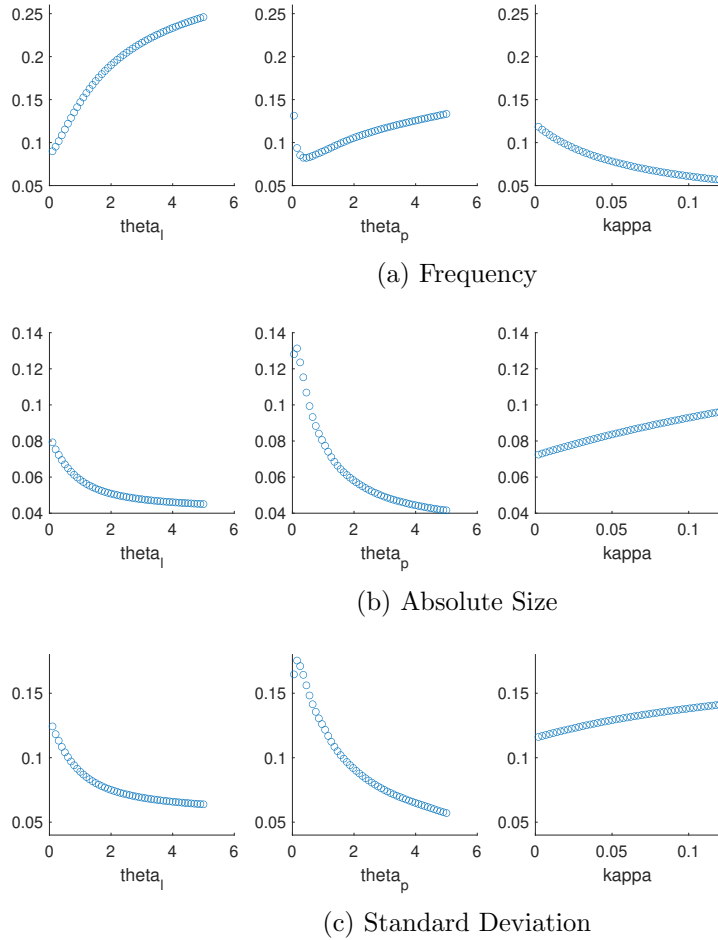 0.25 0.25 0.25
0.2 0.2 0.2
0.15 0.15 0.15
0.1 0.1 0.1
0.05 0.05 0.05
0 2 4 6 0 2 4 6 0 0.05 0.1
theta_l theta_p kappa
(a) Frequency
0.14 0.14 0.14
0.12 0.12 0.12
0.1 0.1 0.1
0.08 0.08 0.08
0.06 0.06 0.06
0.04 0.04 0.04
0 2 4 6 0 2 4 6 0 0.05 0.1
theta_l theta_p kappa
(b) Absolute Size
0.15 0.15 0.15
0.1 0.1 0.1
0.05 0.05 0.05
0 2 4 6 0 2 4 6 0 0.05 0.1
theta_l theta_p kappa
(c) Standard Deviation